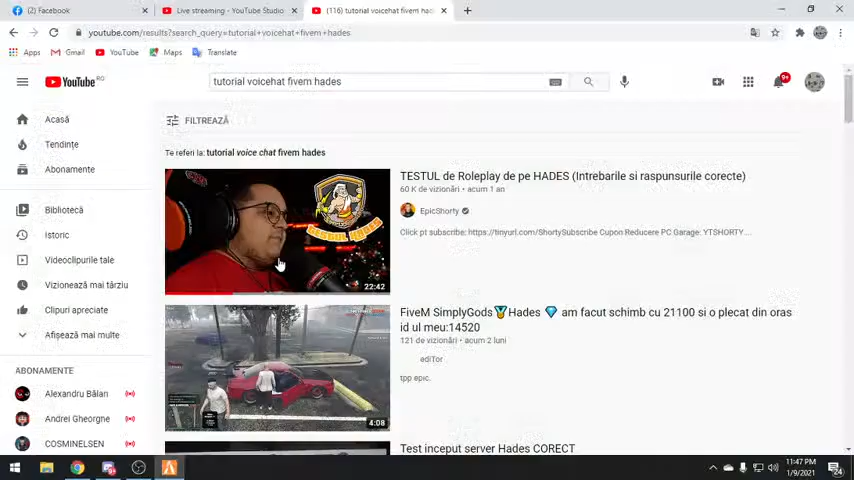 (2) Facebook
Live streaming - YouTube Studio
(116) tutorial voicehat fivem had
youtube.com/results?search_query=tutorial+voicehat+fivem+hades
Apps
Gmail
YouTube
Maps
Translate
YouTube RO
tutorial voicehat fivem hades
9+
Acasă
Tendințe
Abonamente
Bibliotecă
Istoric
Videoclipurile tale
Vizionează mai târziu
Clipuri apreciate
Afișează mai multe
ABONAMENTE
Alexandru Bălan
Andrei Gheorghe
COSMINELSEN
FILTREAZĂ
Te referi la: tutorial voice chat fivem hades
TESTUL HADES
22:42
TESTUL de Roleplay de pe HADES (Intrebarile si raspunsurile corecte)
60 K de vizionări • acum 1 an
EpicShorty
Click pt subscribe: https://tinyurl.com/ShortySubscribe Cupon Reducere PC Garage: YTSHORTY...
4:08
FiveM SimplyGods🏅Hades 💎 am facut schimb cu 21100 si o plecat din oras
id ul meu:14520
121 de vizionări • acum 2 luni
ediTor
tpp epic.
Test inceput server Hades CORECT
11:47 PM
1/9/2021
24